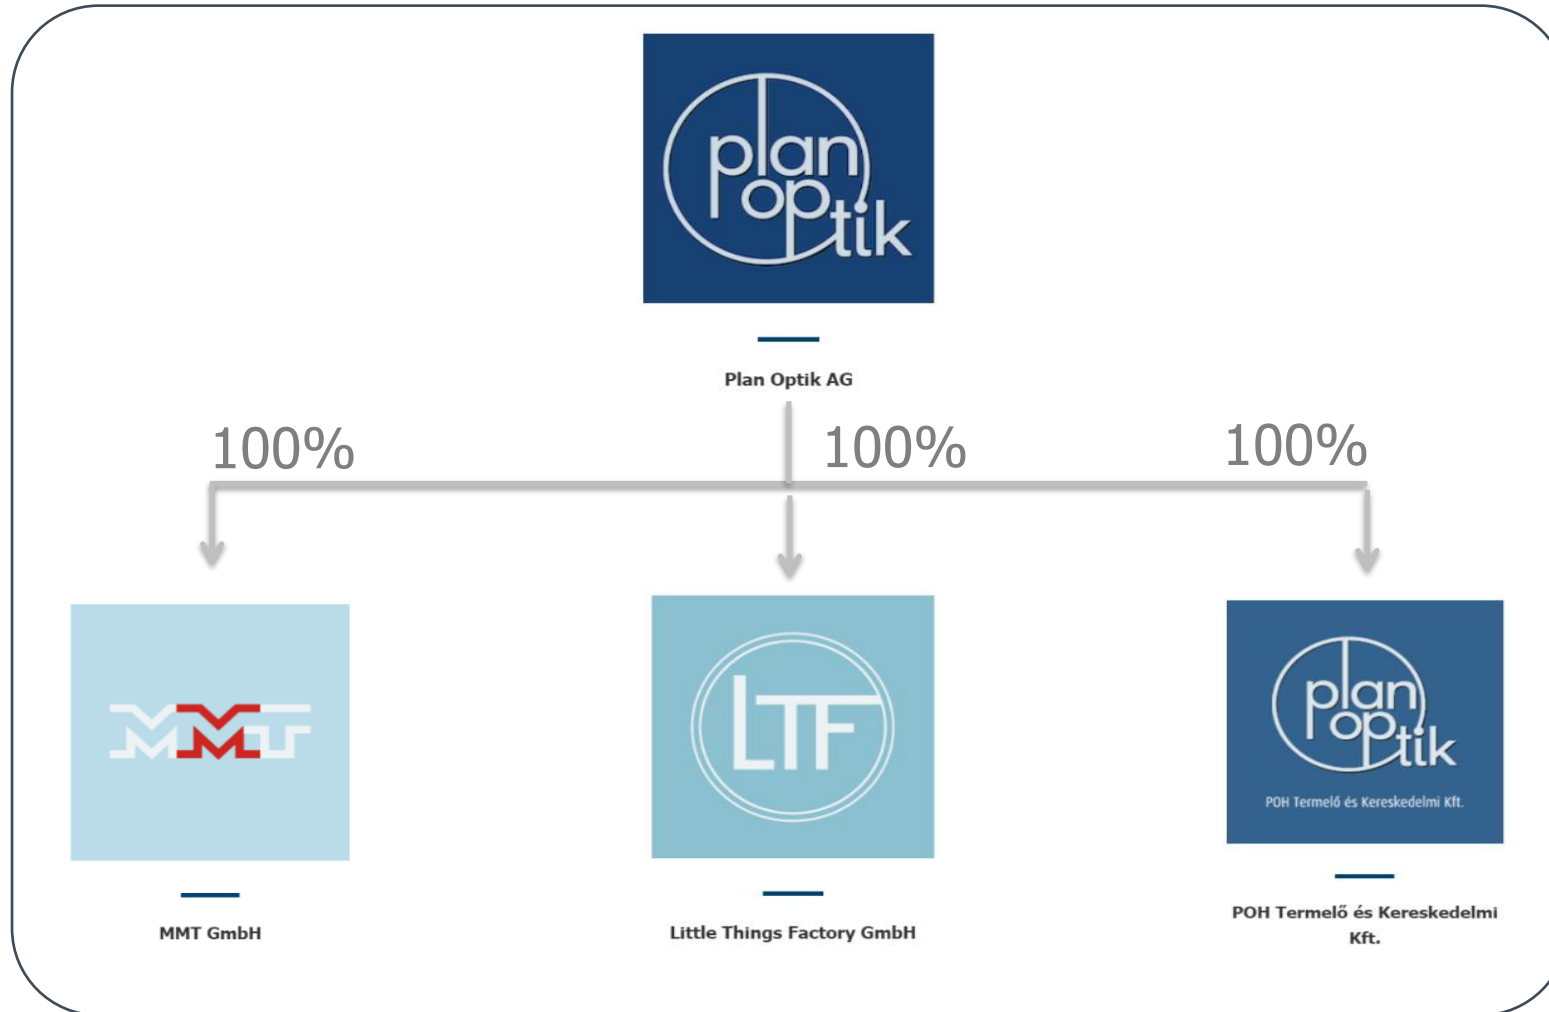 plan
optik
Plan Optik AG
100%
100%
100%
MMT
LTF
plan
optik
POH Termelő és Kereskedelmi Kft.
MMT GmbH
Little Things Factory GmbH
POH Termelő és Kereskedelmi
Kft.